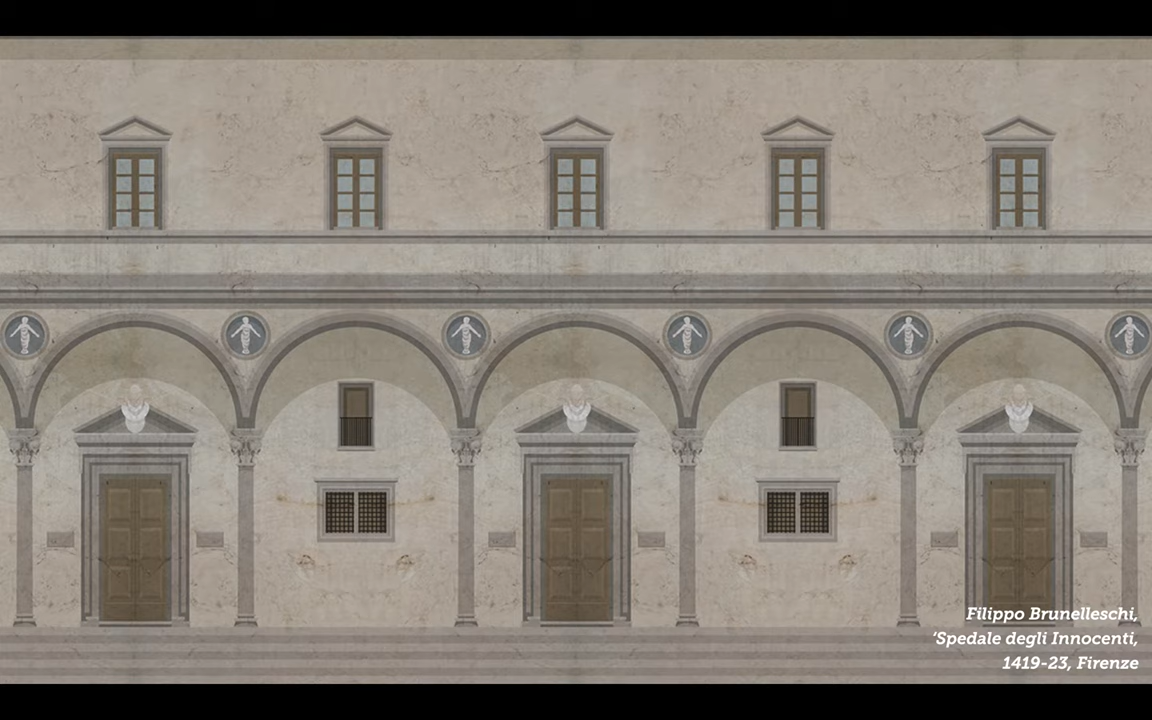 Filippo Brunelleschi,
‘Spedale degli Innocenti,
1419-23, Firenze